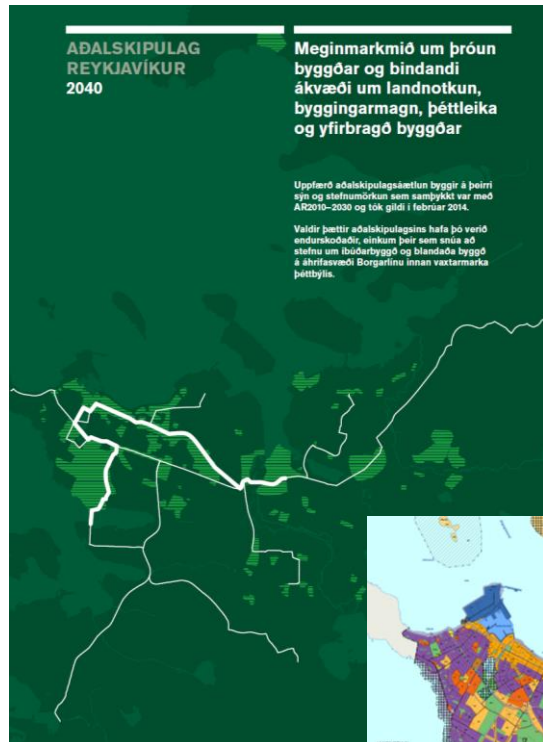 AÐALSKIPULAG
REYKJAVÍKUR
2040
Meginmarkmið um þróun
byggðar og bindandi
ákvæði um landnotkun,
byggingarmagn, þéttleika
og yfirbragð byggðar
Uppfærð aðalskipulagsáætlun byggir á þeirri
sýn og stefnumörkun sem samþykkt var með
AR2010–2030 og tók gildi í febrúar 2014.
Valdir þættir aðalskipulagsins hafa þó verið
endurskoðaðir, einkum þeir sem snúa að
stefnu um íbúðarbyggð og blandaða byggð
á áhrifasvæði Borgarlínu innan vaxtarmarka
þéttbýlis.